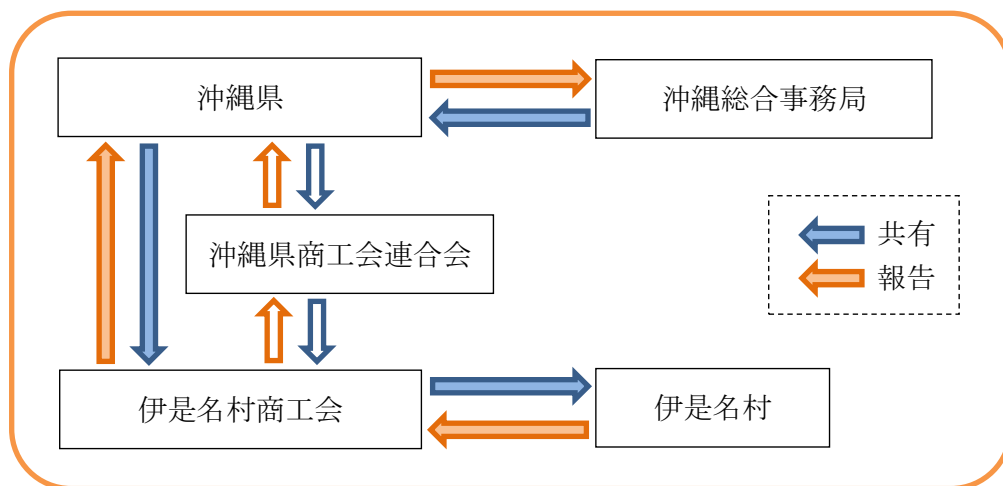 沖縄県
沖縄総合事務局
沖縄県商工会連合会
共有
報告
伊是名村商工会
伊是名村